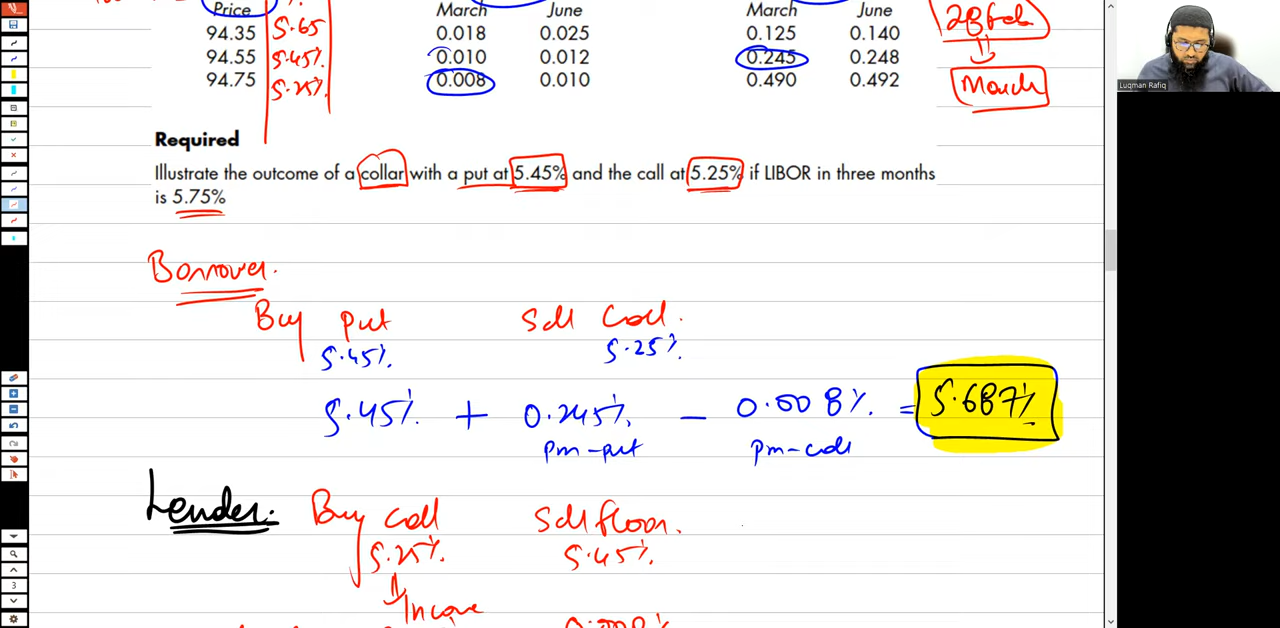 Price % March June March June 28 Feb
94.35 5.65 0.018 0.025 0.125 0.140
94.55 5.45% 0.010 0.012 0.245 0.248
94.75 5.25% 0.008 0.010 0.490 0.492 March
Luqman Rafiq
Required
Illustrate the outcome of a collar with a put at 5.45% and the call at 5.25% if LIBOR in three months
is 5.75%
Borrower.
Buy put Sell Call.
5.45% 5.25%
5.45% + 0.245% - 0.008% = 5.687%
pm-put pm-call
Lender: Buy call Sell floor.
5.25% 5.45%
Income
0.008%
3